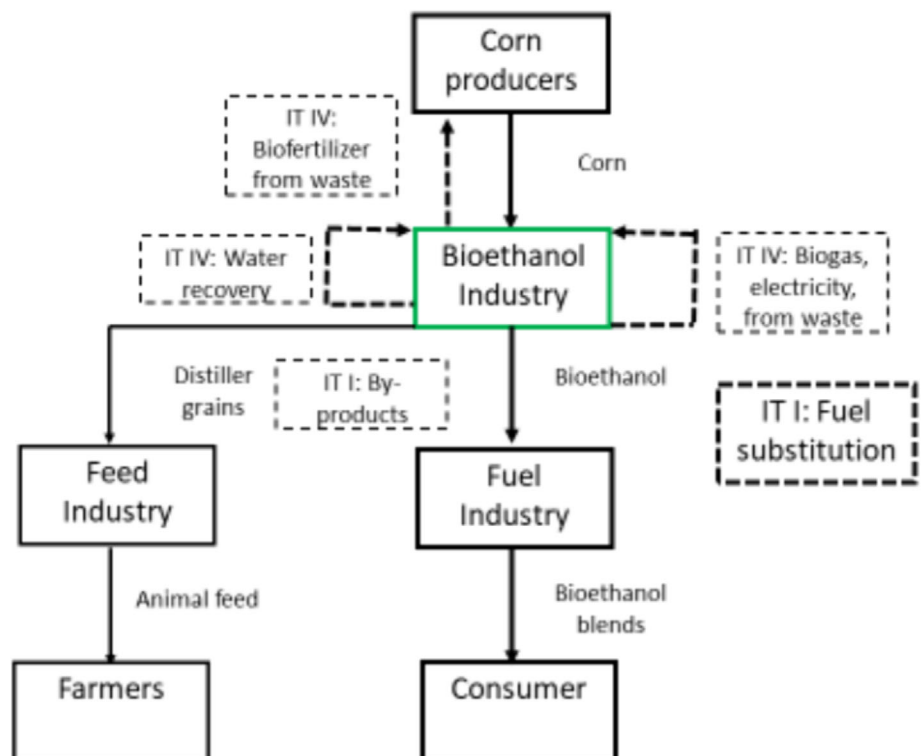 Corn
producers
IT IV:
Biofertilizer
from waste
Corn
IT IV: Water
recovery
Bioethanol
Industry
IT IV: Biogas,
electricity,
from waste
Distiller
grains
IT I: By-
products
Bioethanol
IT I: Fuel
substitution
Feed
Industry
Fuel
Industry
Animal feed
Bioethanol
blends
Farmers
Consumer